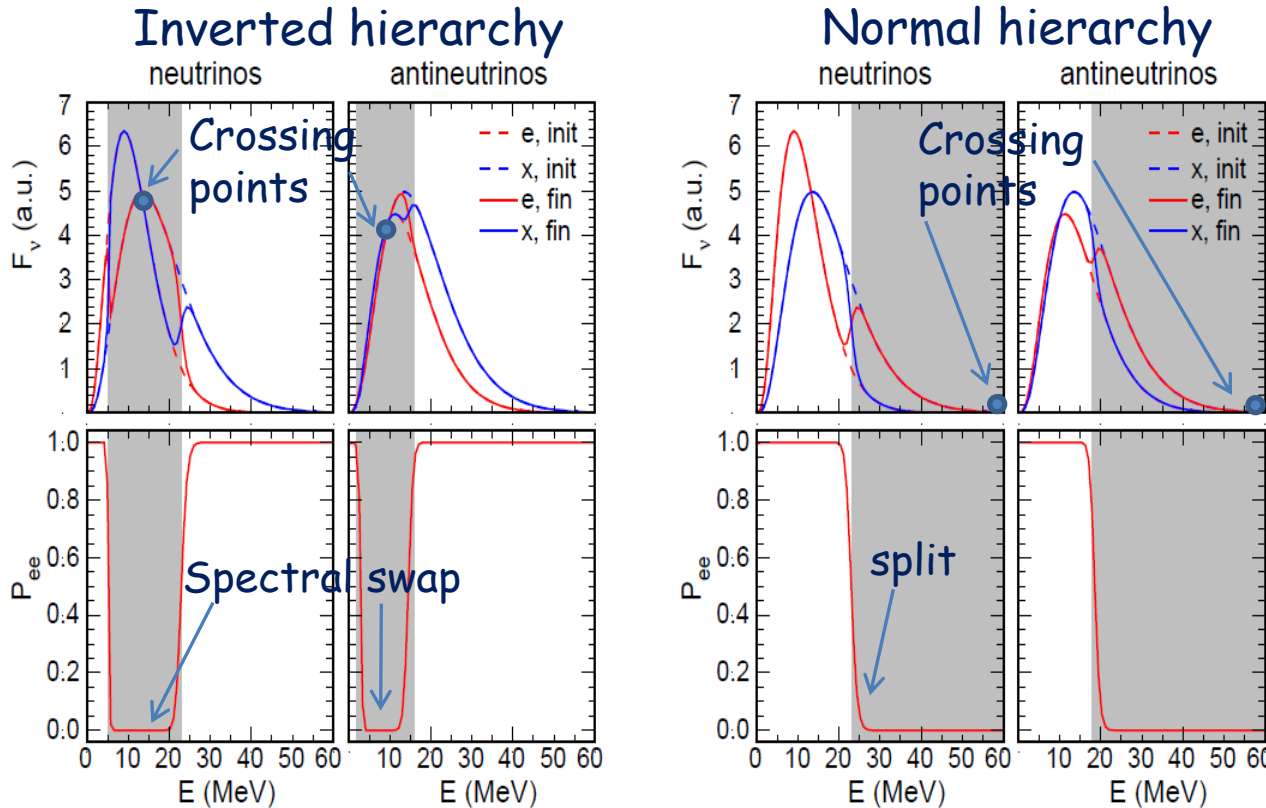 Inverted hierarchy
Normal hierarchy
neutrinos
antineutrinos
neutrinos
antineutrinos
7
6
5
4
3
2
1
F_ν (a.u.)
Crossing
points
e, init
x, init
e, fin
x, fin
7
6
5
4
3
2
1
F_ν (a.u.)
Crossing
points
e, init
x, init
e, fin
x, fin
1.0
0.8
0.6
0.4
0.2
0.0
P_ee
Spectral swap
0 10 20 30 40 50 60
10 20 30 40 50 60
E (MeV)
E (MeV)
1.0
0.8
0.6
0.4
0.2
0.0
P_ee
split
0 10 20 30 40 50 60
10 20 30 40 50 60
E (MeV)
E (MeV)